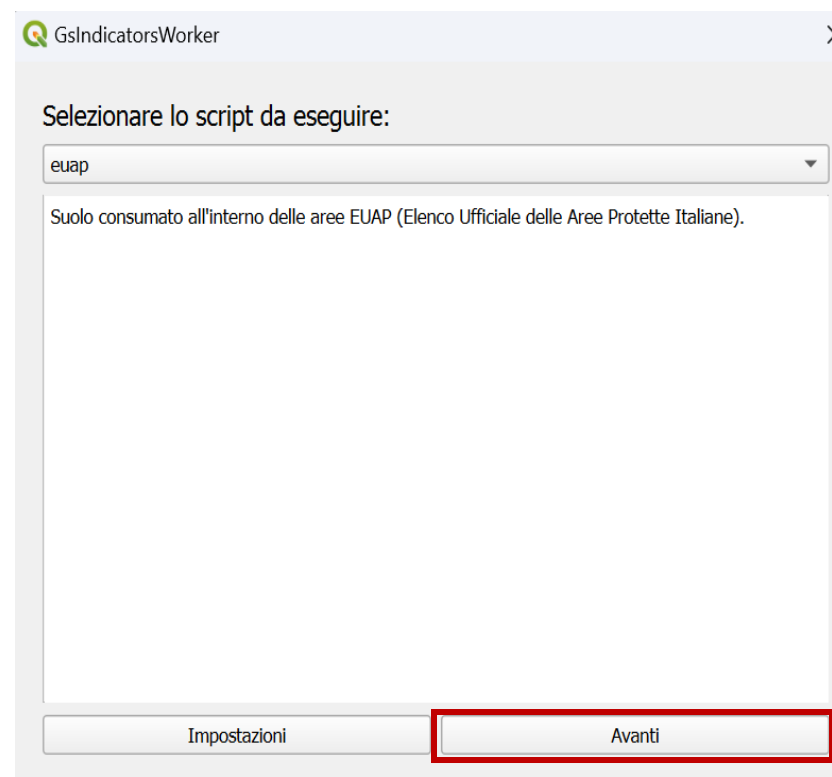 GsIndicatorsWorker
Selezionare lo script da eseguire:
euap
Suolo consumato all'interno delle aree EUAP (Elenco Ufficiale delle Aree Protette Italiane).
Impostazioni
Avanti